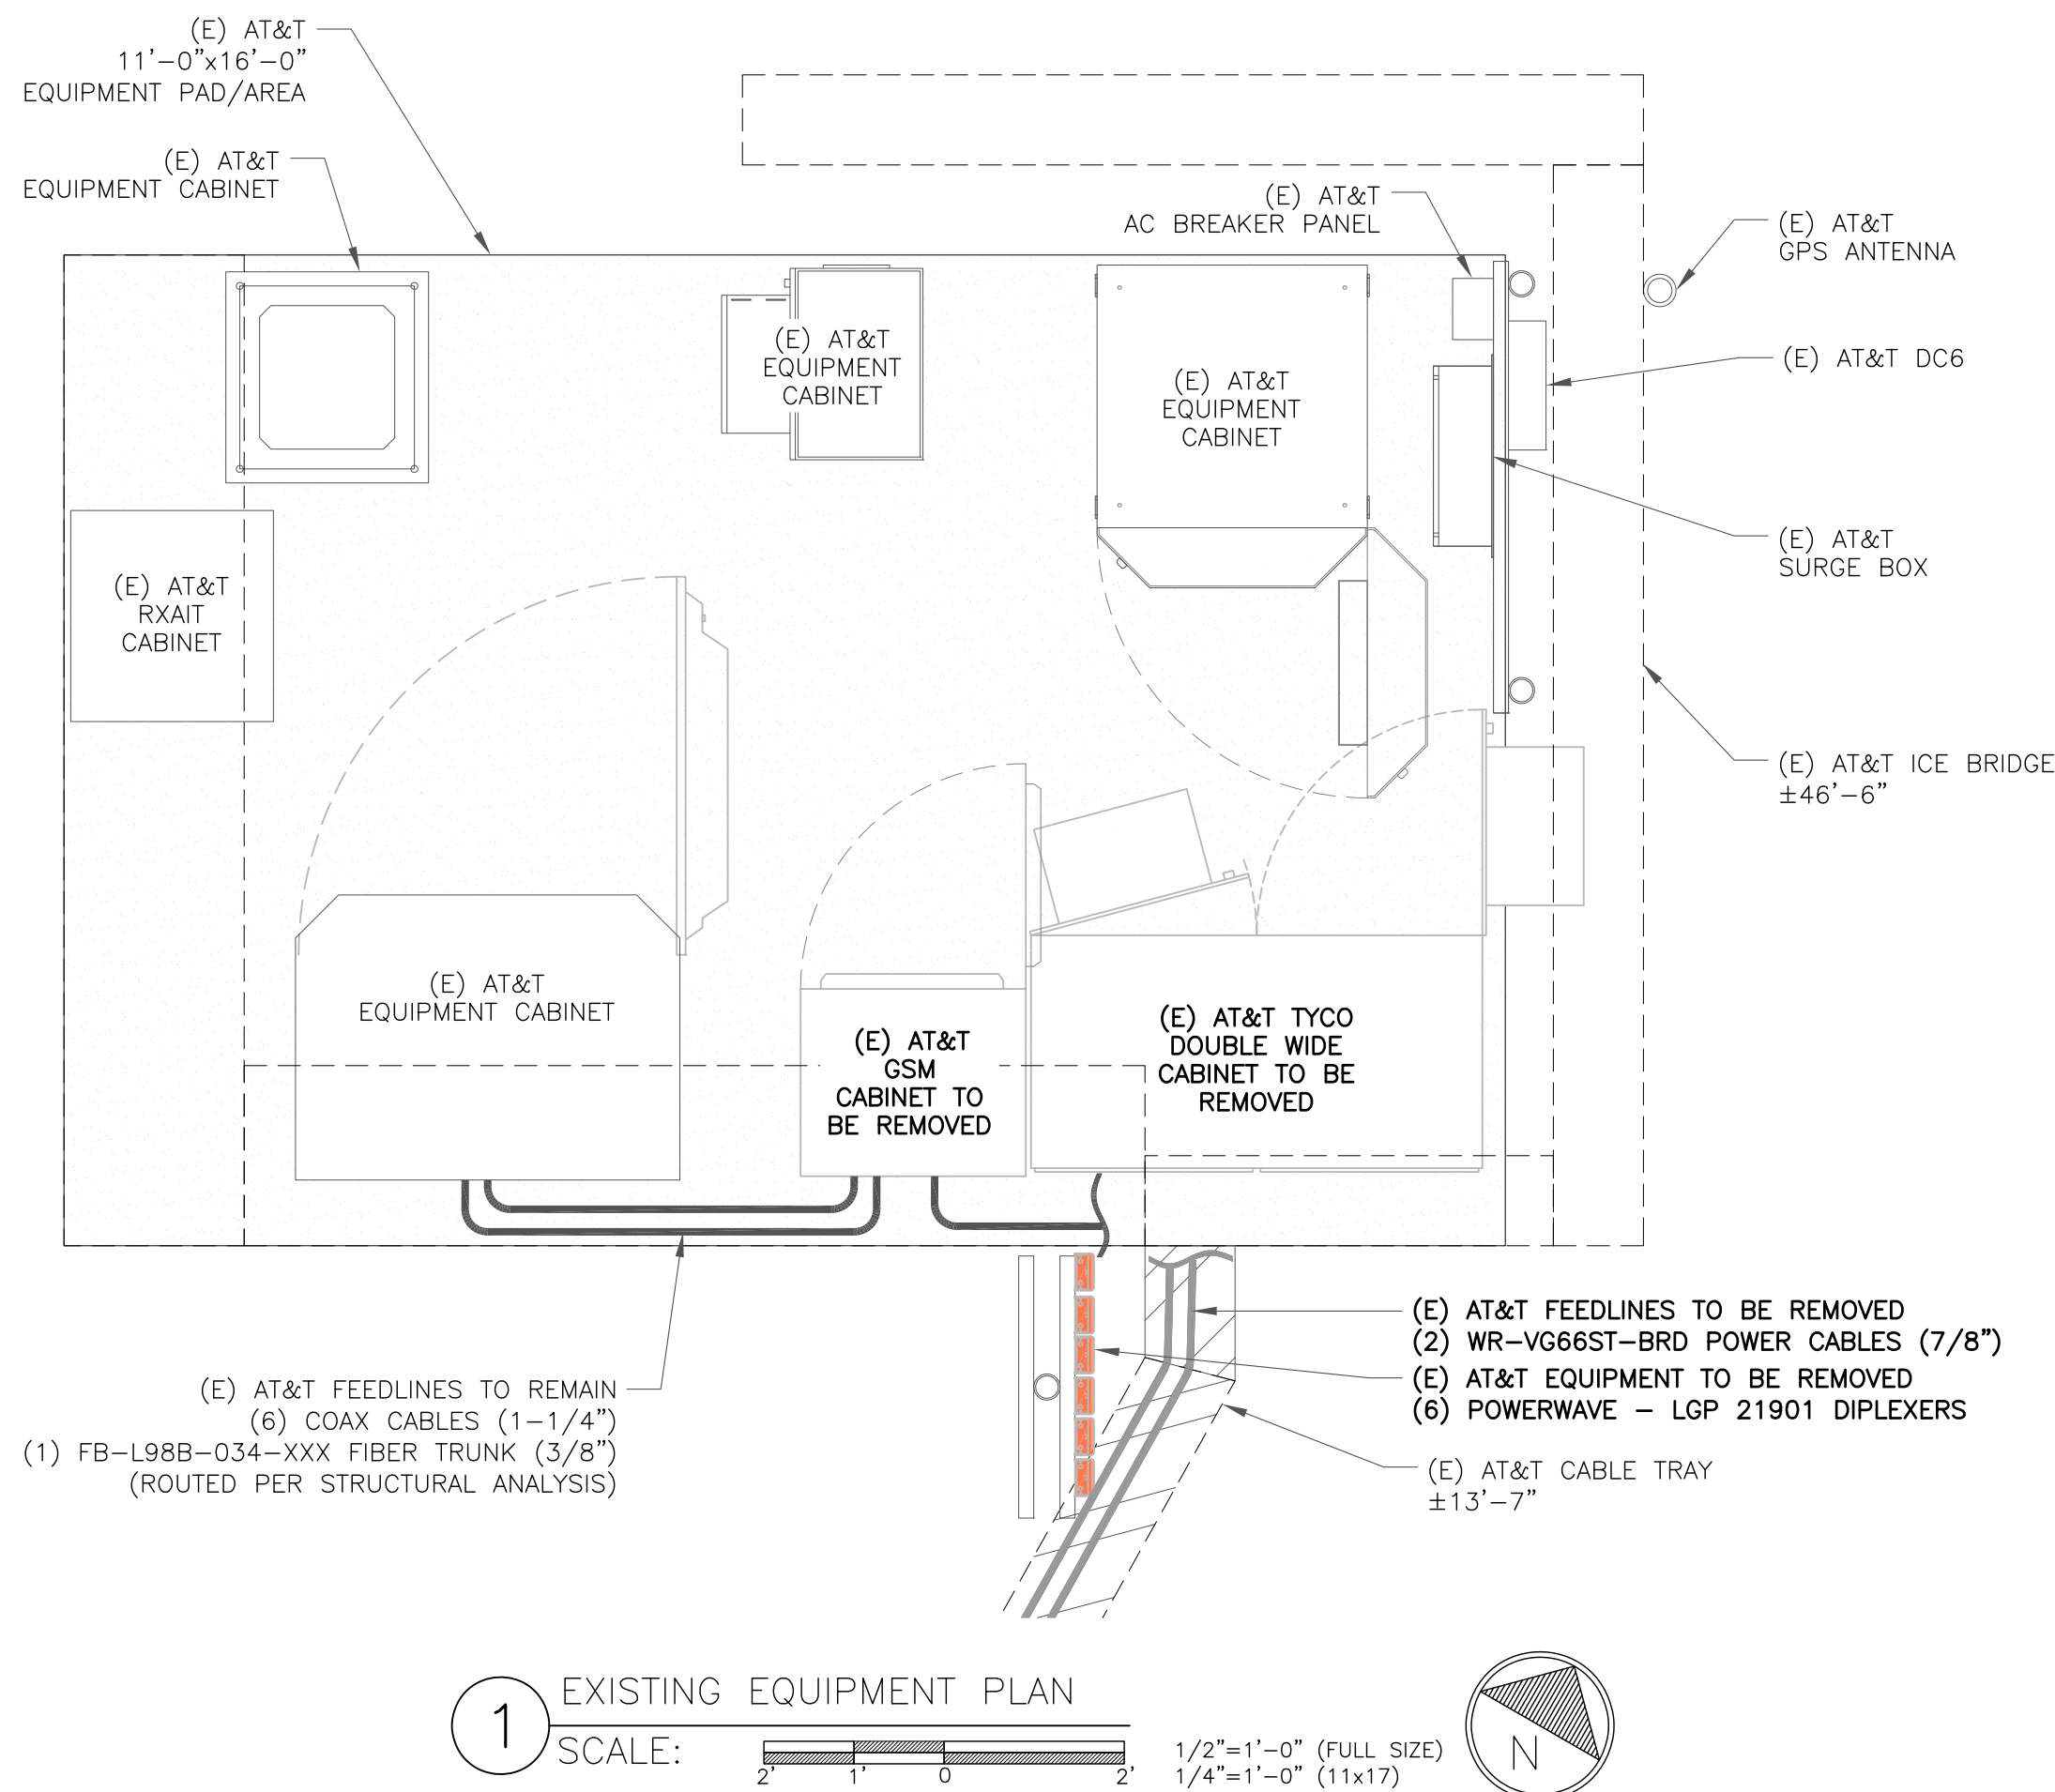 (E) AT&T
11'-0"x16'-0"
EQUIPMENT PAD/AREA
(E) AT&T
EQUIPMENT CABINET
(E) AT&T
AC BREAKER PANEL
(E) AT&T
GPS ANTENNA
(E) AT&T DC6
(E) AT&T
EQUIPMENT
CABINET
(E) AT&T
EQUIPMENT
CABINET
(E) AT&T
SURGE BOX
(E) AT&T
RXAIT
CABINET
(E) AT&T ICE BRIDGE
±46'-6"
(E) AT&T
EQUIPMENT CABINET
(E) AT&T
GSM
CABINET TO
BE REMOVED
(E) AT&T TYCO
DOUBLE WIDE
CABINET TO BE
REMOVED
(E) AT&T FEEDLINES TO BE REMOVED
(2) WR-VG66ST-BRD POWER CABLES (7/8")
(E) AT&T EQUIPMENT TO BE REMOVED
(6) POWERWAVE - LGP 21901 DIPLEXERS
(E) AT&T FEEDLINES TO REMAIN
(6) COAX CABLES (1-1/4")
(1) FB-L98B-034-XXX FIBER TRUNK (3/8")
(ROUTED PER STRUCTURAL ANALYSIS)
(E) AT&T CABLE TRAY
±13'-7"
1
EXISTING EQUIPMENT PLAN
SCALE:
2' 1' 0 2'
1/2"=1'-0" (FULL SIZE)
1/4"=1'-0" (11x17)
N